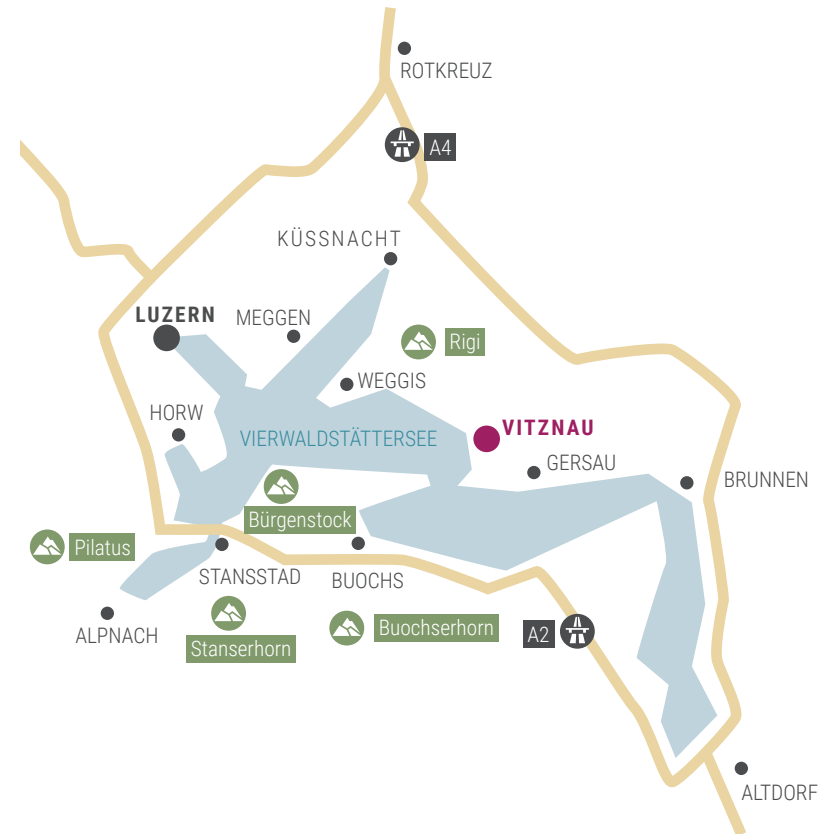 ROTKREUZ
A4
KÜSSNACHT
LUZERN
MEGGEN
Rigi
WEGGIS
HORW
VIERWALDSTÄTTERSEE
VITZNAU
GERSAU
BRUNNEN
Bürgenstock
Pilatus
STANSSTAD
BUOCHS
ALPNACH
Buochserhorn
A2
Stanserhorn
ALTDORF